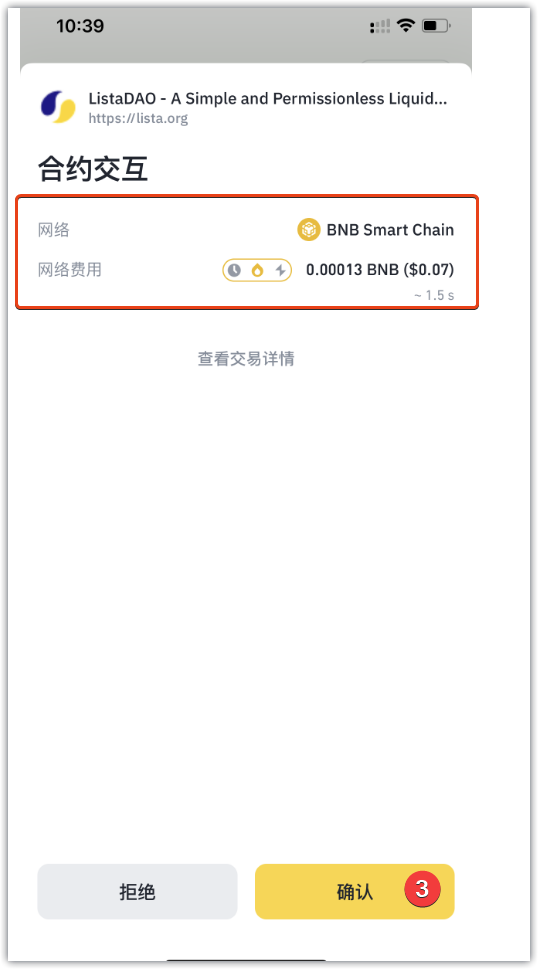 10:39
ListaDAO - A Simple and Permissionless Liquid...
https://lista.org
合约交互
网络 BNB Smart Chain
网络费用 0.00013 BNB ($0.07)
~ 1.5 s
查看交易详情
拒绝 确认 3